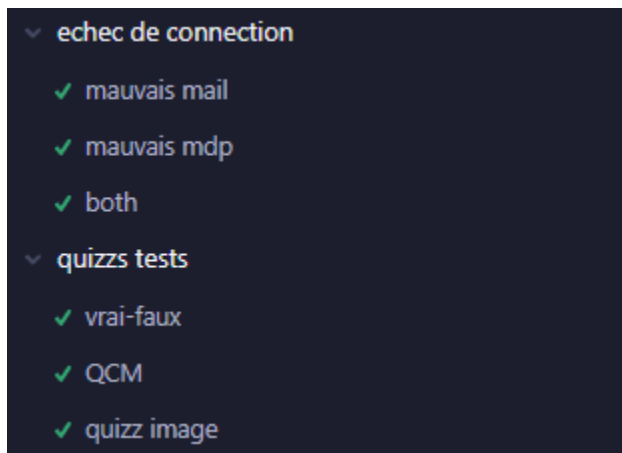 echec de connection
mauvais mail
mauvais mdp
both
quizzs tests
vrai-faux
QCM
quizz image